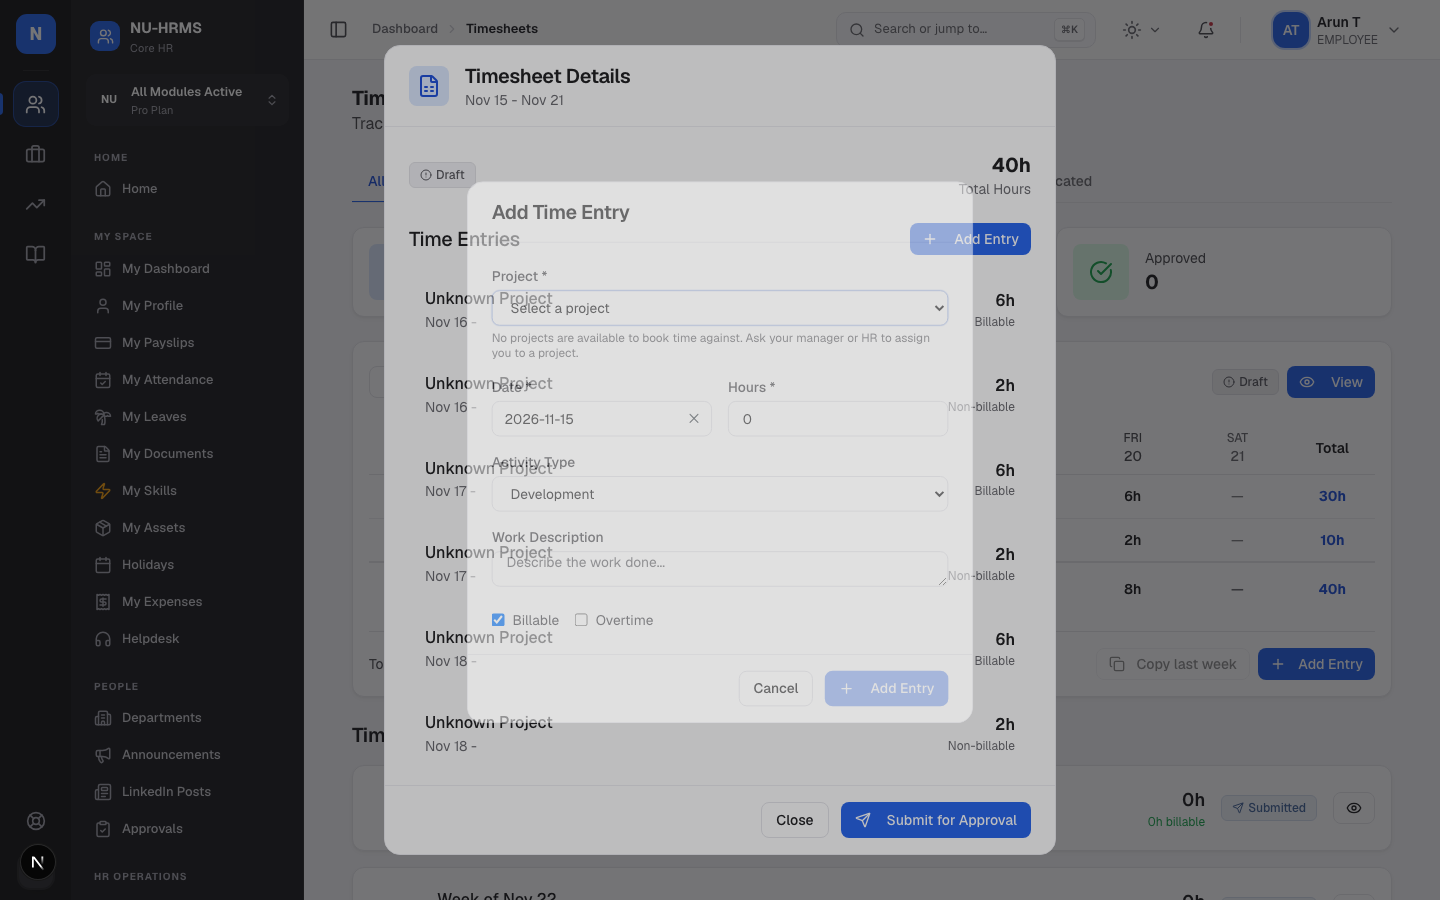 N
NU-HRMS
Core HR
NU
All Modules Active
Pro Plan
HOME
Home
MY SPACE
My Dashboard
My Profile
My Payslips
My Attendance
My Leaves
My Documents
My Skills
My Assets
Holidays
My Expenses
Helpdesk
PEOPLE
Departments
Announcements
LinkedIn Posts
Approvals
HR OPERATIONS
N
Dashboard
Timesheets
Search or jump to...
⌘K
AT
Arun T
EMPLOYEE
Tim
Trac
All
cated
Approved
0
Draft
View
FRI
20
SAT
21
Total
6h
—
30h
2h
—
10h
8h
—
40h
To
Copy last week
Add Entry
Tim
0h
0h billable
Submitted
Week of Nov 22
0h
Timesheet Details
Nov 15 - Nov 21
Draft
40h
Total Hours
Time Entries
Add Entry
Unknown Project
Nov 16 -
6h
Billable
Unknown Project
Nov 16 -
2h
Non-billable
Unknown Project
Nov 17 -
6h
Billable
Unknown Project
Nov 17 -
2h
Non-billable
Unknown Project
Nov 18 -
6h
Billable
Unknown Project
Nov 18 -
2h
Non-billable
Close
Submit for Approval
Add Time Entry
Project *
Select a project
No projects are available to book time against. Ask your manager or HR to assign
you to a project.
Date *
2026-11-15
Hours *
0
Activity Type
Development
Work Description
Describe the work done...
Billable
Overtime
Cancel
Add Entry